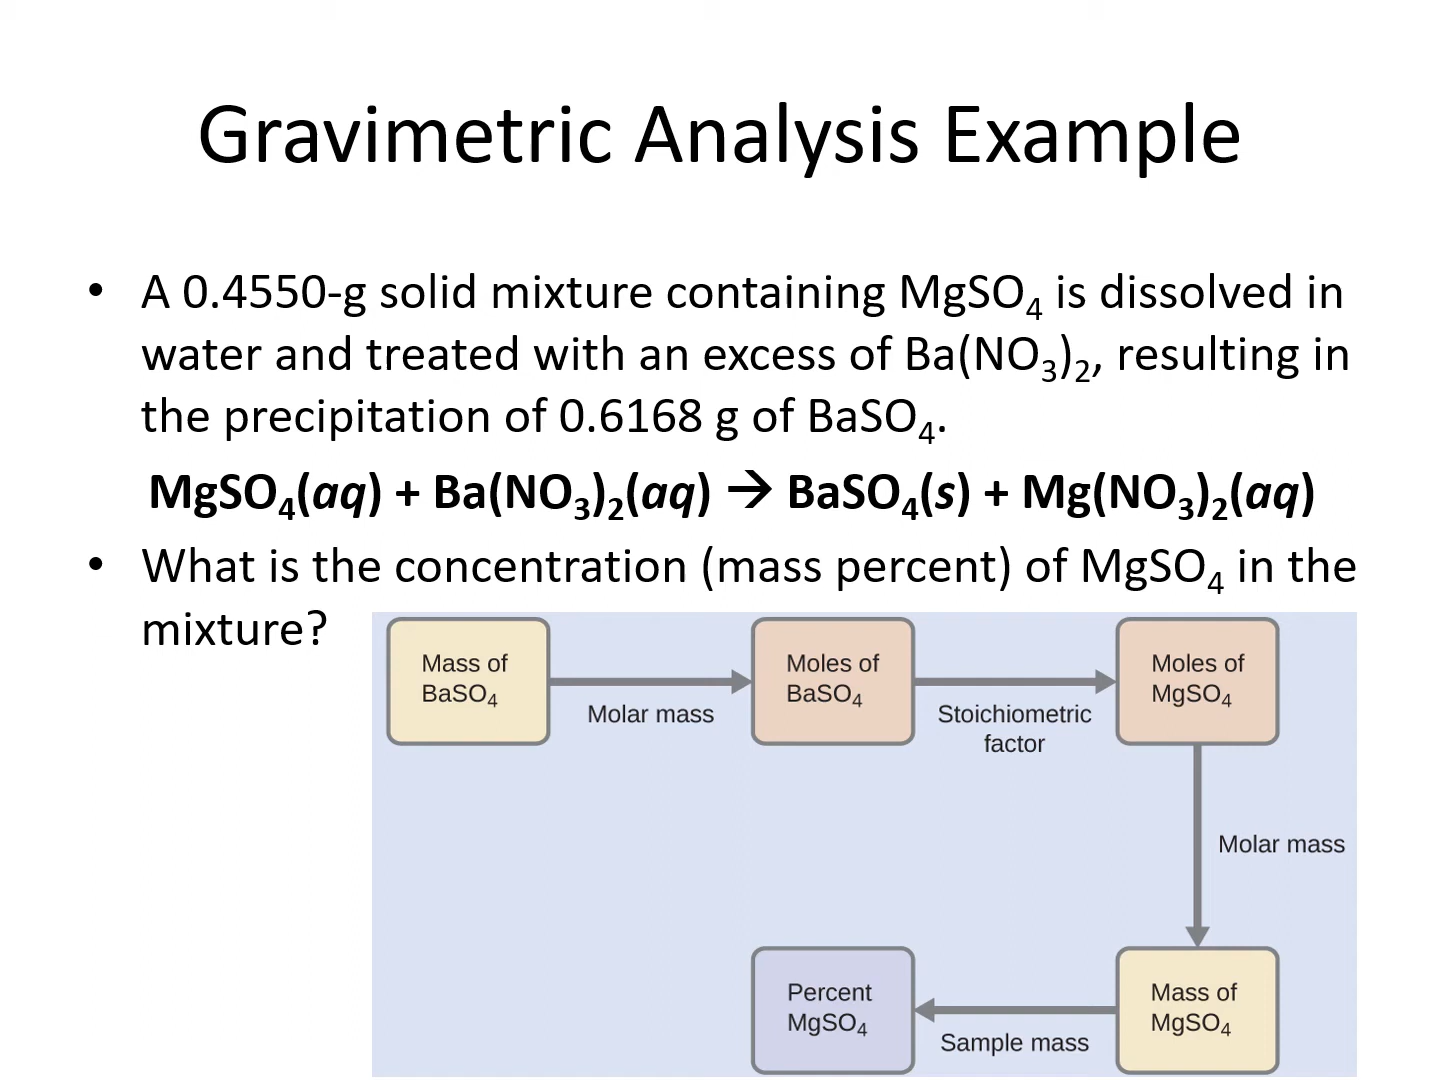 Gravimetric Analysis Example
• A 0.4550-g solid mixture containing MgSO₄ is dissolved in
water and treated with an excess of Ba(NO₃)₂, resulting in
the precipitation of 0.6168 g of BaSO₄.
MgSO₄(aq) + Ba(NO₃)₂(aq) → BaSO₄(s) + Mg(NO₃)₂(aq)
• What is the concentration (mass percent) of MgSO₄ in the
mixture?
Mass of
BaSO₄
Molar mass
Moles of
BaSO₄
Stoichiometric
factor
Moles of
MgSO₄
Molar mass
Mass of
MgSO₄
Sample mass
Percent
MgSO₄